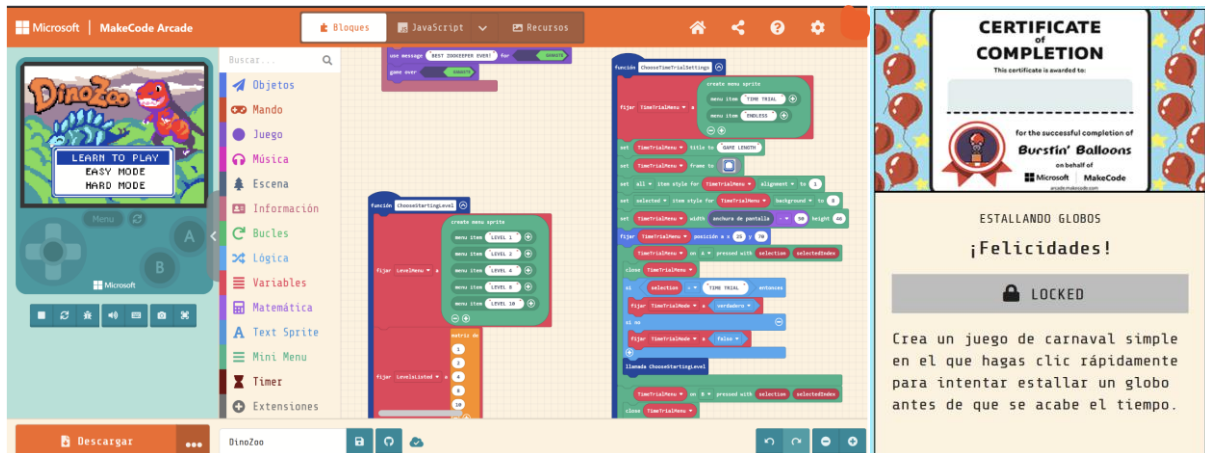 Microsoft | MakeCode Arcade
Bloques
JavaScript
Recursos
DinoZoo
LEARN TO PLAY
EASY MODE
HARD MODE
Menu
A
B
Microsoft
Buscar...
Objetos
Mando
Juego
Música
Escena
Información
Bucles
Lógica
Variables
Matemática
Text Sprite
Mini Menu
Timer
Extensiones
use message BEST ZOOKEEPER EVER! for
game over
función ChooseStartingLevel
create menu sprite
menu item LEVEL 1
menu item LEVEL 2
menu item LEVEL 4
menu item LEVEL 8
menu item LEVEL 10
fijar LevelMenu a
matriz de
1
4
8
10
fijar LevelsListed a
función ChooseTimeTrialSettings
create menu sprite
menu item TIME TRIAL
menu item ENDLESS
fijar TimeTrialMenu a
set TimeTrialMenu title to GAME LENGTH
set TimeTrialMenu frame to
set all item style for TimeTrialMenu alignment to 1
set selected item style for TimeTrialMenu background to 8
set TimeTrialMenu width anchura de pantalla - 50 height 40
fijar TimeTrialMenu posición a x 25 y 70
TimeTrialMenu on A pressed with selection selectedIndex
close TimeTrialMenu
si selection = TIME TRIAL entonces
fijar TimeTrialMode a verdadero
si no
fijar TimeTrialMode a falso
llamada ChooseStartingLevel
TimeTrialMenu on B pressed with selection selectedIndex
close TimeTrialMenu
Descargar
DinoZoo
CERTIFICATE
of
COMPLETION
This certificate is awarded to:
for the successful completion of
Burstin' Balloons
on behalf of
Microsoft | MakeCode
arcade.makecode.com
ESTALLANDO GLOBOS
¡Felicidades!
LOCKED
Crea un juego de carnaval simple
en el que hagas clic rápidamente
para intentar estallar un globo
antes de que se acabe el tiempo.